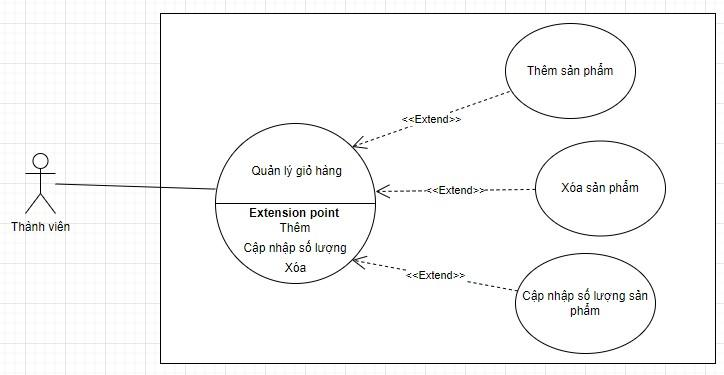 Thêm sản phẩm
<<Extend>>
Quản lý giỏ hàng
<<Extend>>
Xóa sản phẩm
Extension point
Thêm
Cập nhập số lượng
Xóa
Thành viên
<<Extend>>
Cập nhập số lượng sản
phẩm